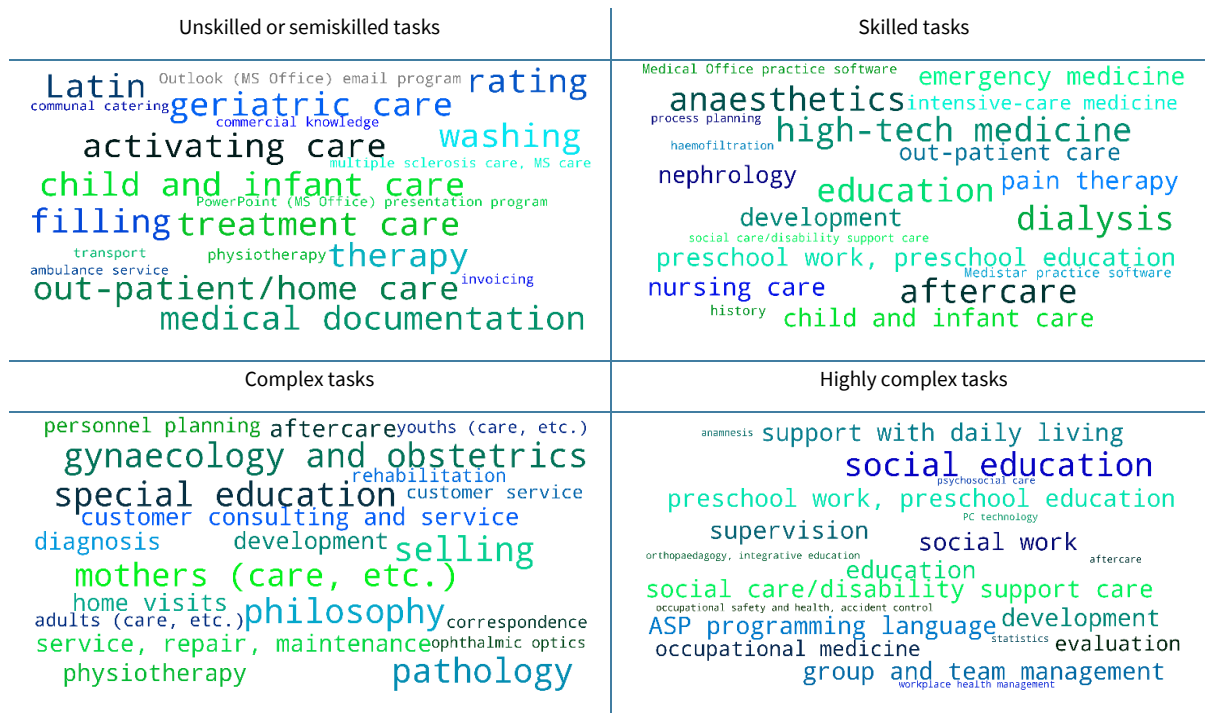 Unskilled or semiskilled tasks
Latin
Outlook (MS Office) email program
rating
communal catering
geriatric care
commercial knowledge
activating care
washing
multiple sclerosis care, MS care
child and infant care
PowerPoint (MS Office) presentation program
filling
treatment care
transport
physiotherapy
therapy
ambulance service
invoicing
out-patient/home care
medical documentation
Skilled tasks
Medical Office practice software
emergency medicine
anaesthetics
intensive-care medicine
process planning
high-tech medicine
haemofiltration
out-patient care
nephrology
education
pain therapy
development
dialysis
social care/disability support care
preschool work, preschool education
Medistar practice software
nursing care
aftercare
history
child and infant care
Complex tasks
personnel planning
aftercare
youths (care, etc.)
gynaecology and obstetrics
rehabilitation
special education
customer service
customer consulting and service
diagnosis
development
selling
mothers (care, etc.)
home visits
adults (care, etc.)
philosophy
correspondence
service, repair, maintenance
ophthalmic optics
physiotherapy
pathology
Highly complex tasks
anamnesis
support with daily living
social education
psychosocial care
preschool work, preschool education
PC technology
supervision
social work
orthopaedagogy, integrative education
aftercare
education
social care/disability support care
occupational safety and health, accident control
ASP programming language
development
statistics
occupational medicine
evaluation
group and team management
workplace health management